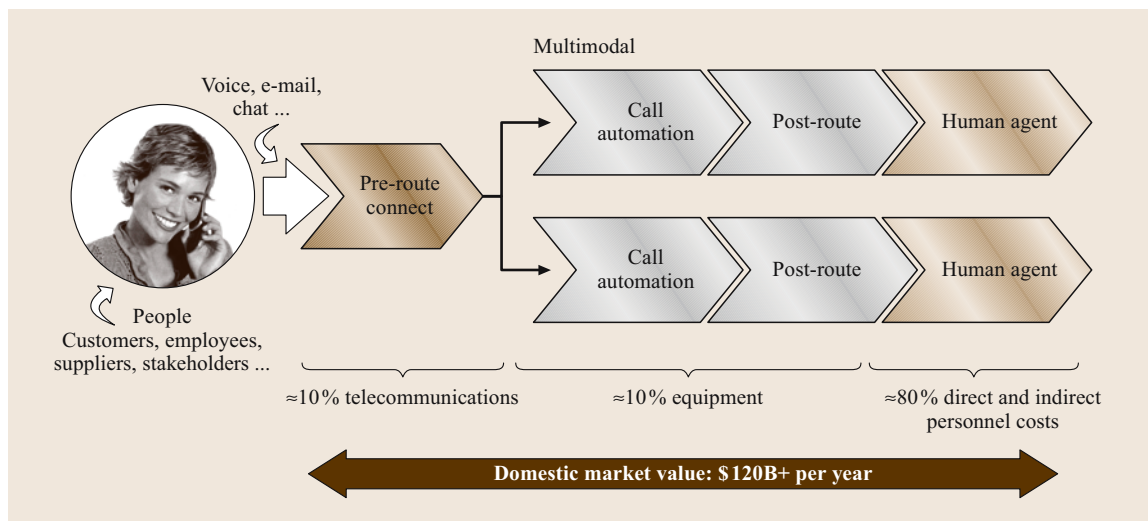 Multimodal
Voice, e-mail,
chat ...
Call
automation
Post-route
Human agent
Pre-route
connect
Call
automation
Post-route
Human agent
People
Customers, employees,
suppliers, stakeholders ...
≈10% telecommunications
≈10% equipment
≈80% direct and indirect
personnel costs
Domestic market value: $120B+ per year